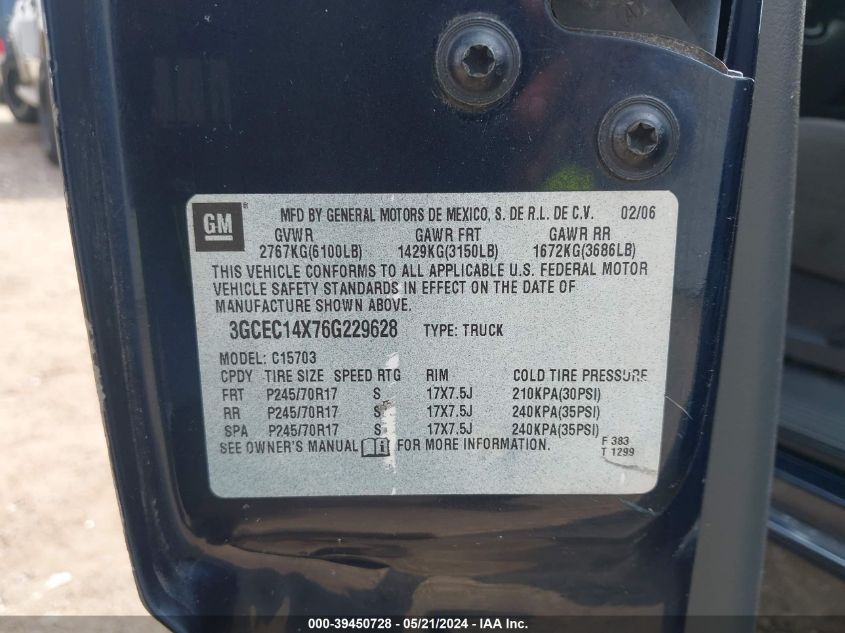 GM ® MFD BY GENERAL MOTORS DE MEXICO, S. DE R.L. DE C.V. 02/06
GVWR GAWR FRT GAWR RR
2767KG(6100LB) 1429KG(3150LB) 1672KG(3686LB)
THIS VEHICLE CONFORMS TO ALL APPLICABLE U.S. FEDERAL MOTOR
VEHICLE SAFETY STANDARDS IN EFFECT ON THE DATE OF
MANUFACTURE SHOWN ABOVE.
3GCEC14X76G229628 TYPE: TRUCK
MODEL: C15703
CPDY TIRE SIZE SPEED RTG RIM COLD TIRE PRESSURE
FRT P245/70R17 S 17X7.5J 210KPA(30PSI)
RR P245/70R17 S 17X7.5J 240KPA(35PSI)
SPA P245/70R17 S 17X7.5J 240KPA(35PSI)
SEE OWNER'S MANUAL FOR MORE INFORMATION.
F 383
T 1299
000-39450728 - 05/21/2024 - IAA Inc.